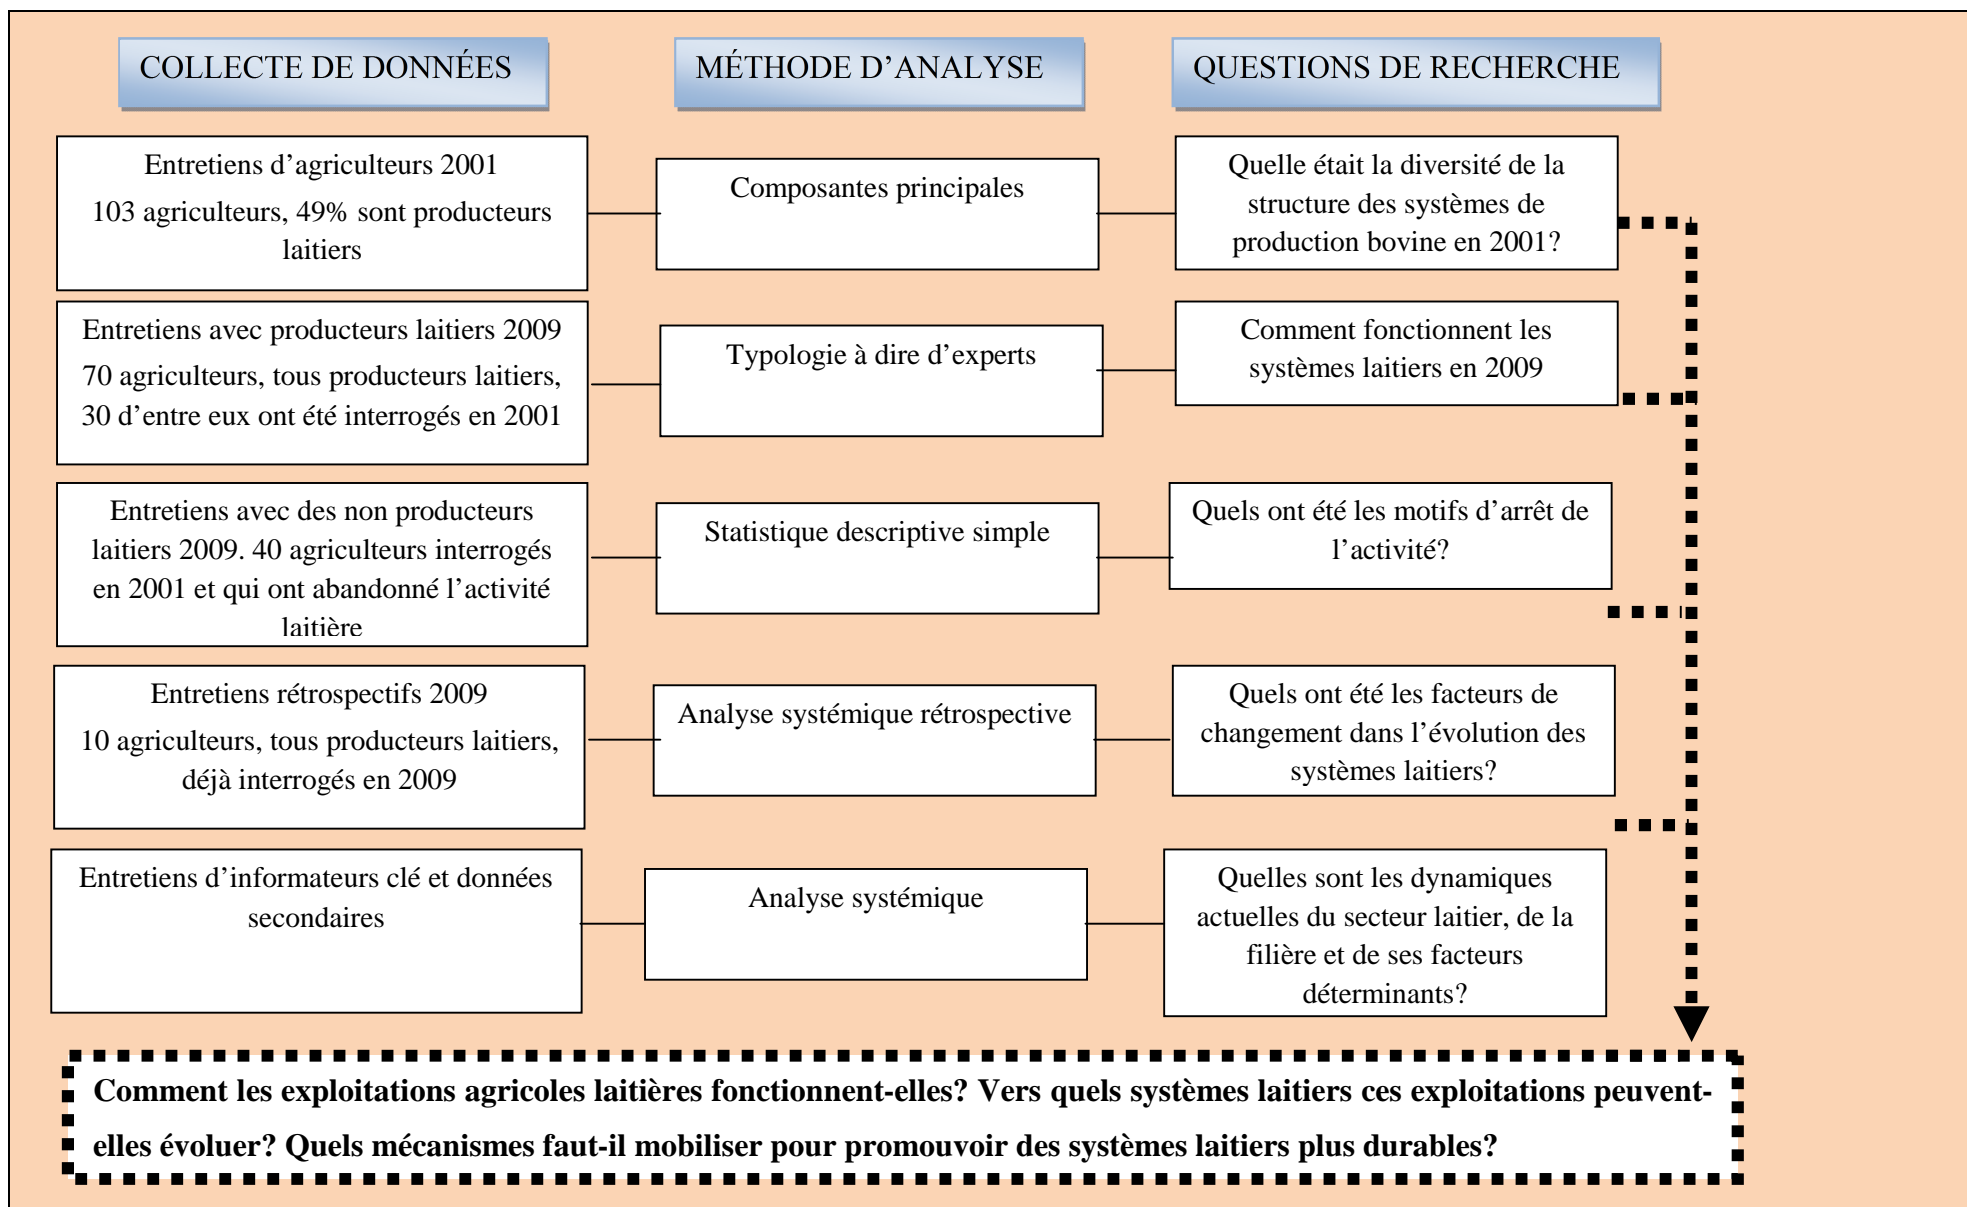 COLLECTE DE DONNÉES
MÉTHODE D’ANALYSE
QUESTIONS DE RECHERCHE
Entretiens d’agriculteurs 2001
103 agriculteurs, 49% sont producteurs
laitiers
Composantes principales
Quelle était la diversité de la
structure des systèmes de
production bovine en 2001?
Entretiens avec producteurs laitiers 2009
70 agriculteurs, tous producteurs laitiers,
30 d’entre eux ont été interrogés en 2001
Typologie à dire d’experts
Comment fonctionnent les
systèmes laitiers en 2009
Entretiens avec des non producteurs
laitiers 2009. 40 agriculteurs interrogés
en 2001 et qui ont abandonné l’activité
laitière
Statistique descriptive simple
Quels ont été les motifs d’arrêt de
l’activité?
Entretiens rétrospectifs 2009
10 agriculteurs, tous producteurs laitiers,
déjà interrogés en 2009
Analyse systémique rétrospective
Quels ont été les facteurs de
changement dans l’évolution des
systèmes laitiers?
Entretiens d’informateurs clé et données
secondaires
Analyse systémique
Quelles sont les dynamiques
actuelles du secteur laitier, de la
filière et de ses facteurs
déterminants?
Comment les exploitations agricoles laitières fonctionnent-elles? Vers quels systèmes laitiers ces exploitations peuvent-
elles évoluer? Quels mécanismes faut-il mobiliser pour promouvoir des systèmes laitiers plus durables?